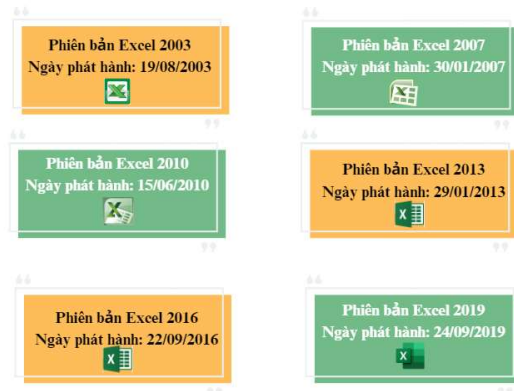 Phiên bản Excel 2003
Ngày phát hành: 19/08/2003
Phiên bản Excel 2007
Ngày phát hành: 30/01/2007
Phiên bản Excel 2010
Ngày phát hành: 15/06/2010
Phiên bản Excel 2013
Ngày phát hành: 29/01/2013
Phiên bản Excel 2016
Ngày phát hành: 22/09/2016
Phiên bản Excel 2019
Ngày phát hành: 24/09/2019